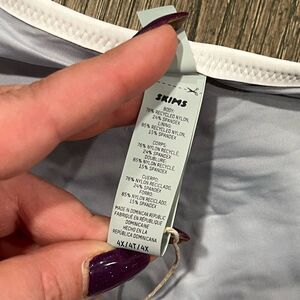 SKIMS
BODY:
76% RECYCLED NYLON,
24% SPANDEX
LINING:
85% RECYCLED NYLON,
15% SPANDEX
CORPS:
76% NYLON RECYCLÉ,
24% SPANDEX
DOUBLURE:
85% NYLON RECYCLÉ,
15% SPANDEX
CUERPO:
76% NYLON RECICLADO,
24% SPANDEX
FORRO:
85% NYLON RECICLADO,
15% SPANDEX
MADE IN DOMINICAN REPUBLIC
FABRIQUÉ EN RÉPUBLIQUE
DOMINICAINE
HECHO EN LA
REPÚBLICA DOMINICANA
4X/4T/4X